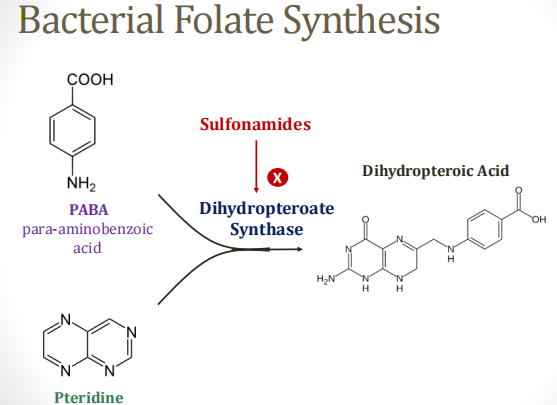 Bacterial Folate Synthesis
COOH
NH2
PABA
para-aminobenzoic
acid
Sulfonamides
X
Dihydropteroate
Synthase
Dihydropteroic Acid
O
OH
O
N
N
N
H
H2N
N
H
N
H
N
N
N
N
Pteridine